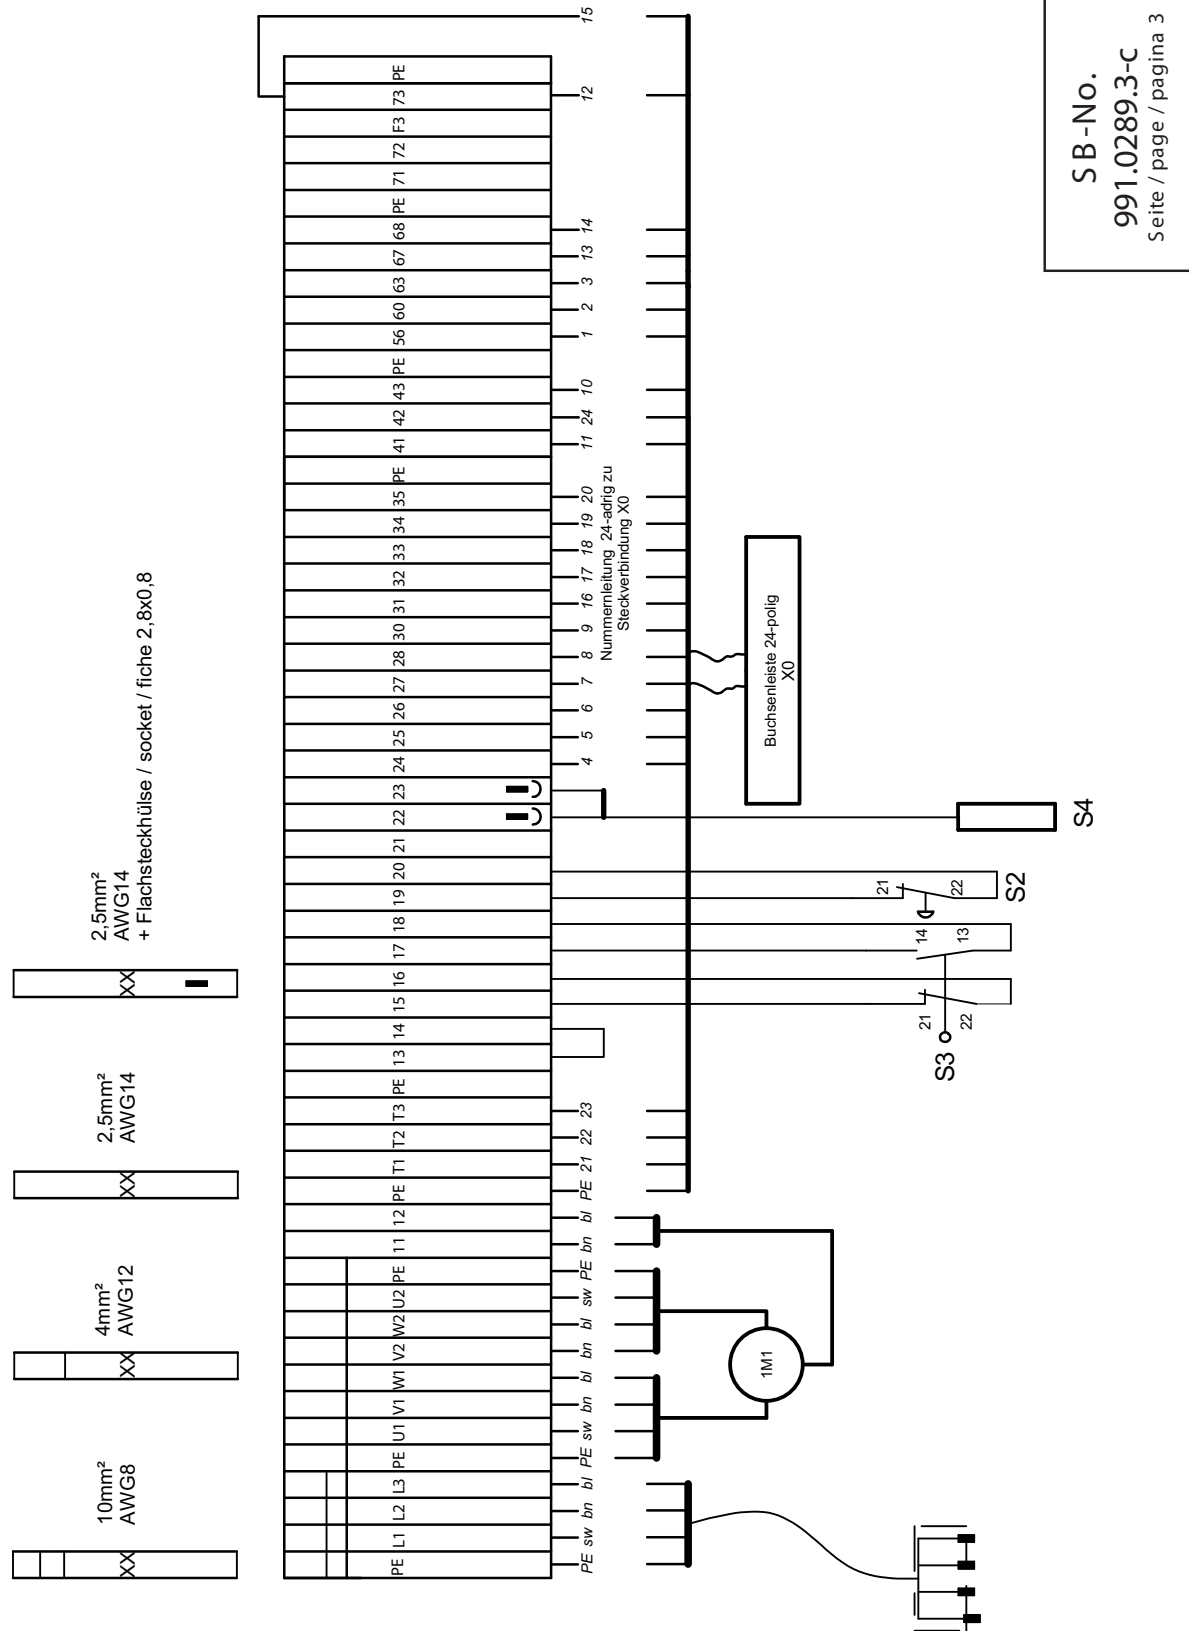 SB-No.
991.0289.3-c
Seite / page / pagina 3
10mm²
AWG8
XX
4mm²
AWG12
XX
2,5mm²
AWG14
XX
2,5mm²
AWG14
+ Flachsteckhülse / socket / fiche 2,8x0,8
XX
PE L1 L2 L3 PE U1 V1 W1 V2 W2 U2 PE 11 12 PE T1 T2 T3 PE 13 14 15 16 17 18 19 20 21 22 23 24 25 26 27 28 30 31 32 33 34 35 PE 41 42 43 PE 56 60 63 67 68 PE 71 72 F3 73 PE
PE sw bn bl PE sw bn bl bn bl sw PE bn bl PE 21 22 23 4 5 6 7 8 9 16 17 18 19 20 11 24 10 1 2 3 13 14 12 15
Nummernleitung 24-adrig zu
Steckverbindung X0
Buchsenleiste 24-polig
X0
1M1
21
22
S3
14
13
21
22
S2
S4